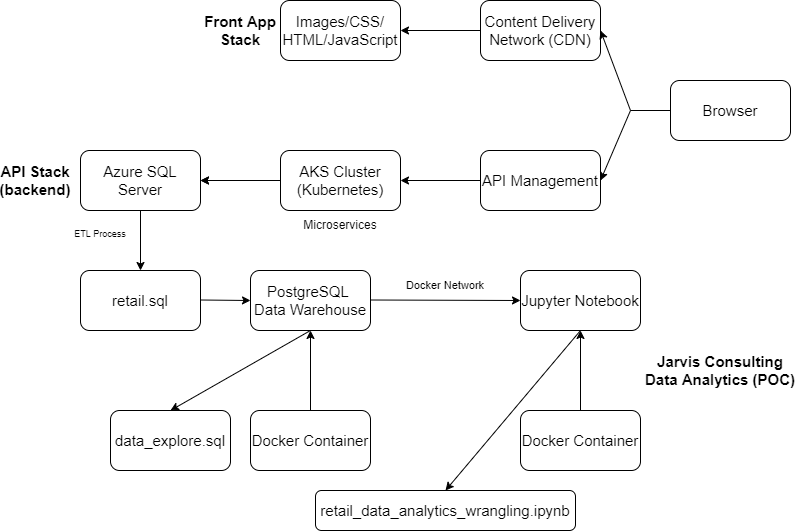 Front App
Stack
Images/CSS/
HTML/JavaScript
Content Delivery
Network (CDN)
Browser
API Stack
(backend)
Azure SQL
Server
AKS Cluster
(Kubernetes)
API Management
Microservices
ETL Process
retail.sql
PostgreSQL
Data Warehouse
Docker Network
Jupyter Notebook
Jarvis Consulting
Data Analytics (POC)
data_explore.sql
Docker Container
Docker Container
retail_data_analytics_wrangling.ipynb